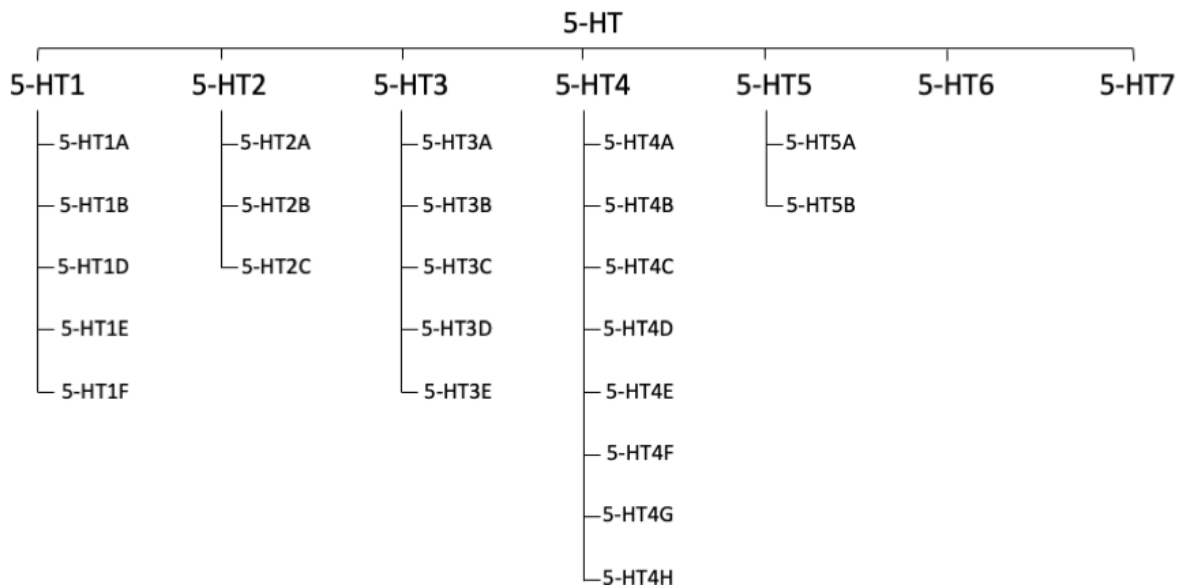 5-HT
5-HT1 5-HT2 5-HT3 5-HT4 5-HT5 5-HT6 5-HT7
5-HT1A 5-HT2A 5-HT3A 5-HT4A 5-HT5A
5-HT1B 5-HT2B 5-HT3B 5-HT4B 5-HT5B
5-HT1D 5-HT2C 5-HT3C 5-HT4C
5-HT1E 5-HT3D 5-HT4D
5-HT1F 5-HT3E 5-HT4E
5-HT4F
5-HT4G
5-HT4H